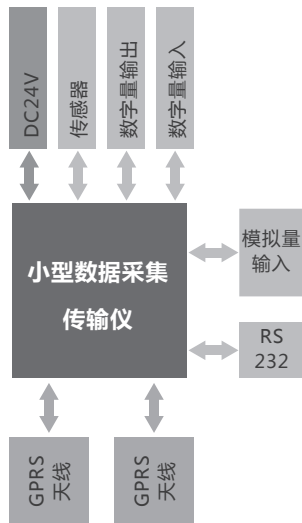 DC24V
传感器
数字量输出
数字量输入
小型数据采集
传输仪
模拟量
输入
RS
232
GPRS
天线
GPRS
天线